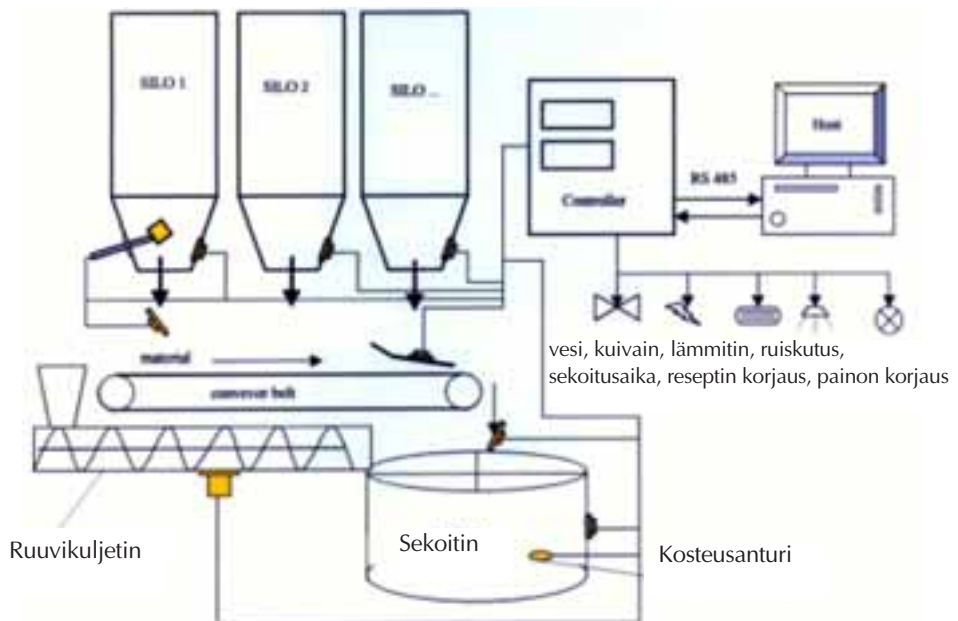 SILO 1
SILO 2
SILO ...
Host
RS 485
Controller
vesi, kuivain, lämmitin, ruiskutus,
sekoitusaika, reseptin korjaus, painon korjaus
material
conveyar belt
Ruuvikuljetin
Sekoitin
Kosteusanturi